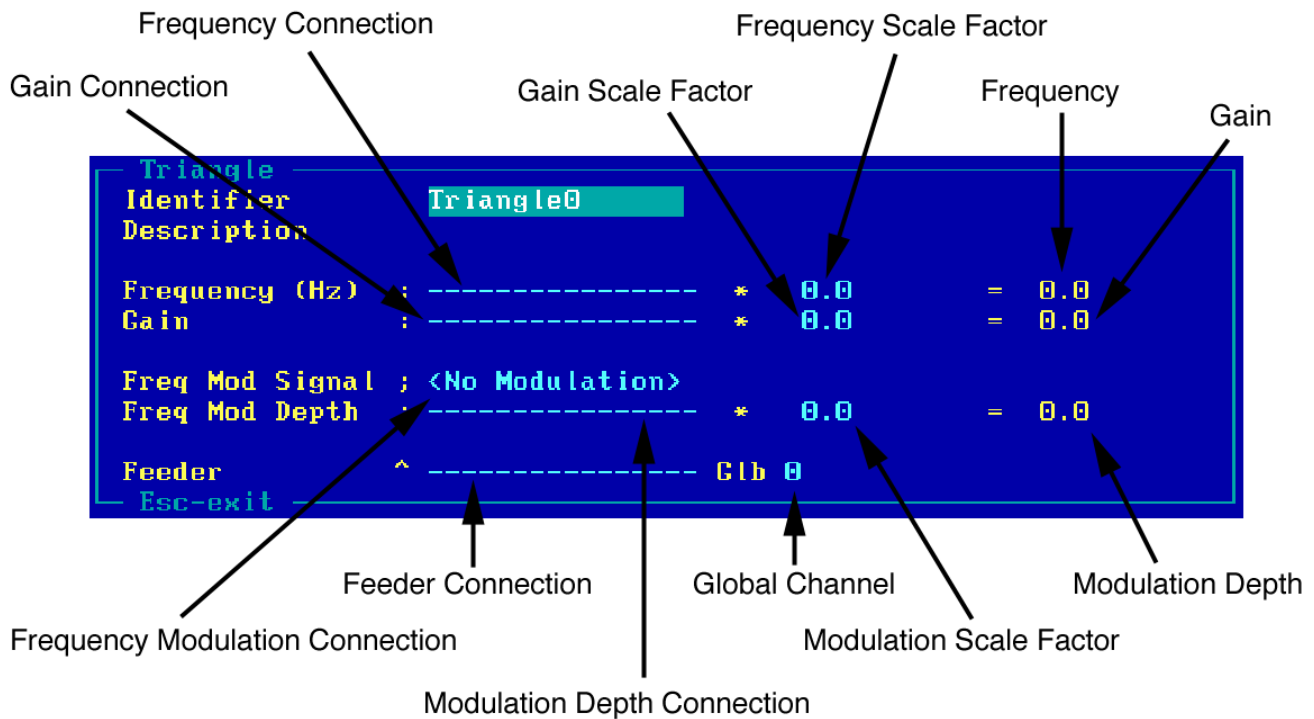 Frequency Connection
Frequency Scale Factor
Gain Connection
Gain Scale Factor
Frequency
Gain
Triangle
Identifier Triangle0
Description
Frequency (Hz) ; --------------- * 0.0 = 0.0
Gain : --------------- * 0.0 = 0.0
Freq Mod Signal ; <No Modulation>
Freq Mod Depth : --------------- * 0.0 = 0.0
Feeder ^ --------------- Glb 0
Esc-exit
Feeder Connection
Global Channel
Modulation Depth
Frequency Modulation Connection
Modulation Scale Factor
Modulation Depth Connection